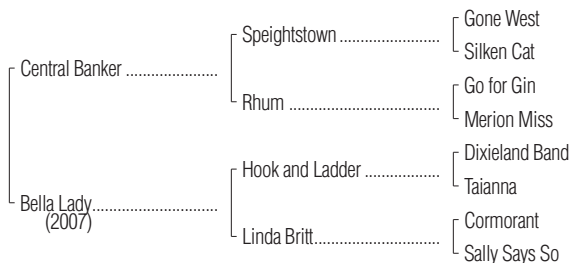 Gone West
Speightstown
Silken Cat
Central Banker
Go for Gin
Rhum
Merion Miss
Dixieland Band
Hook and Ladder
Taianna
Bella Lady
(2007)
Cormorant
Linda Britt
Sally Says So